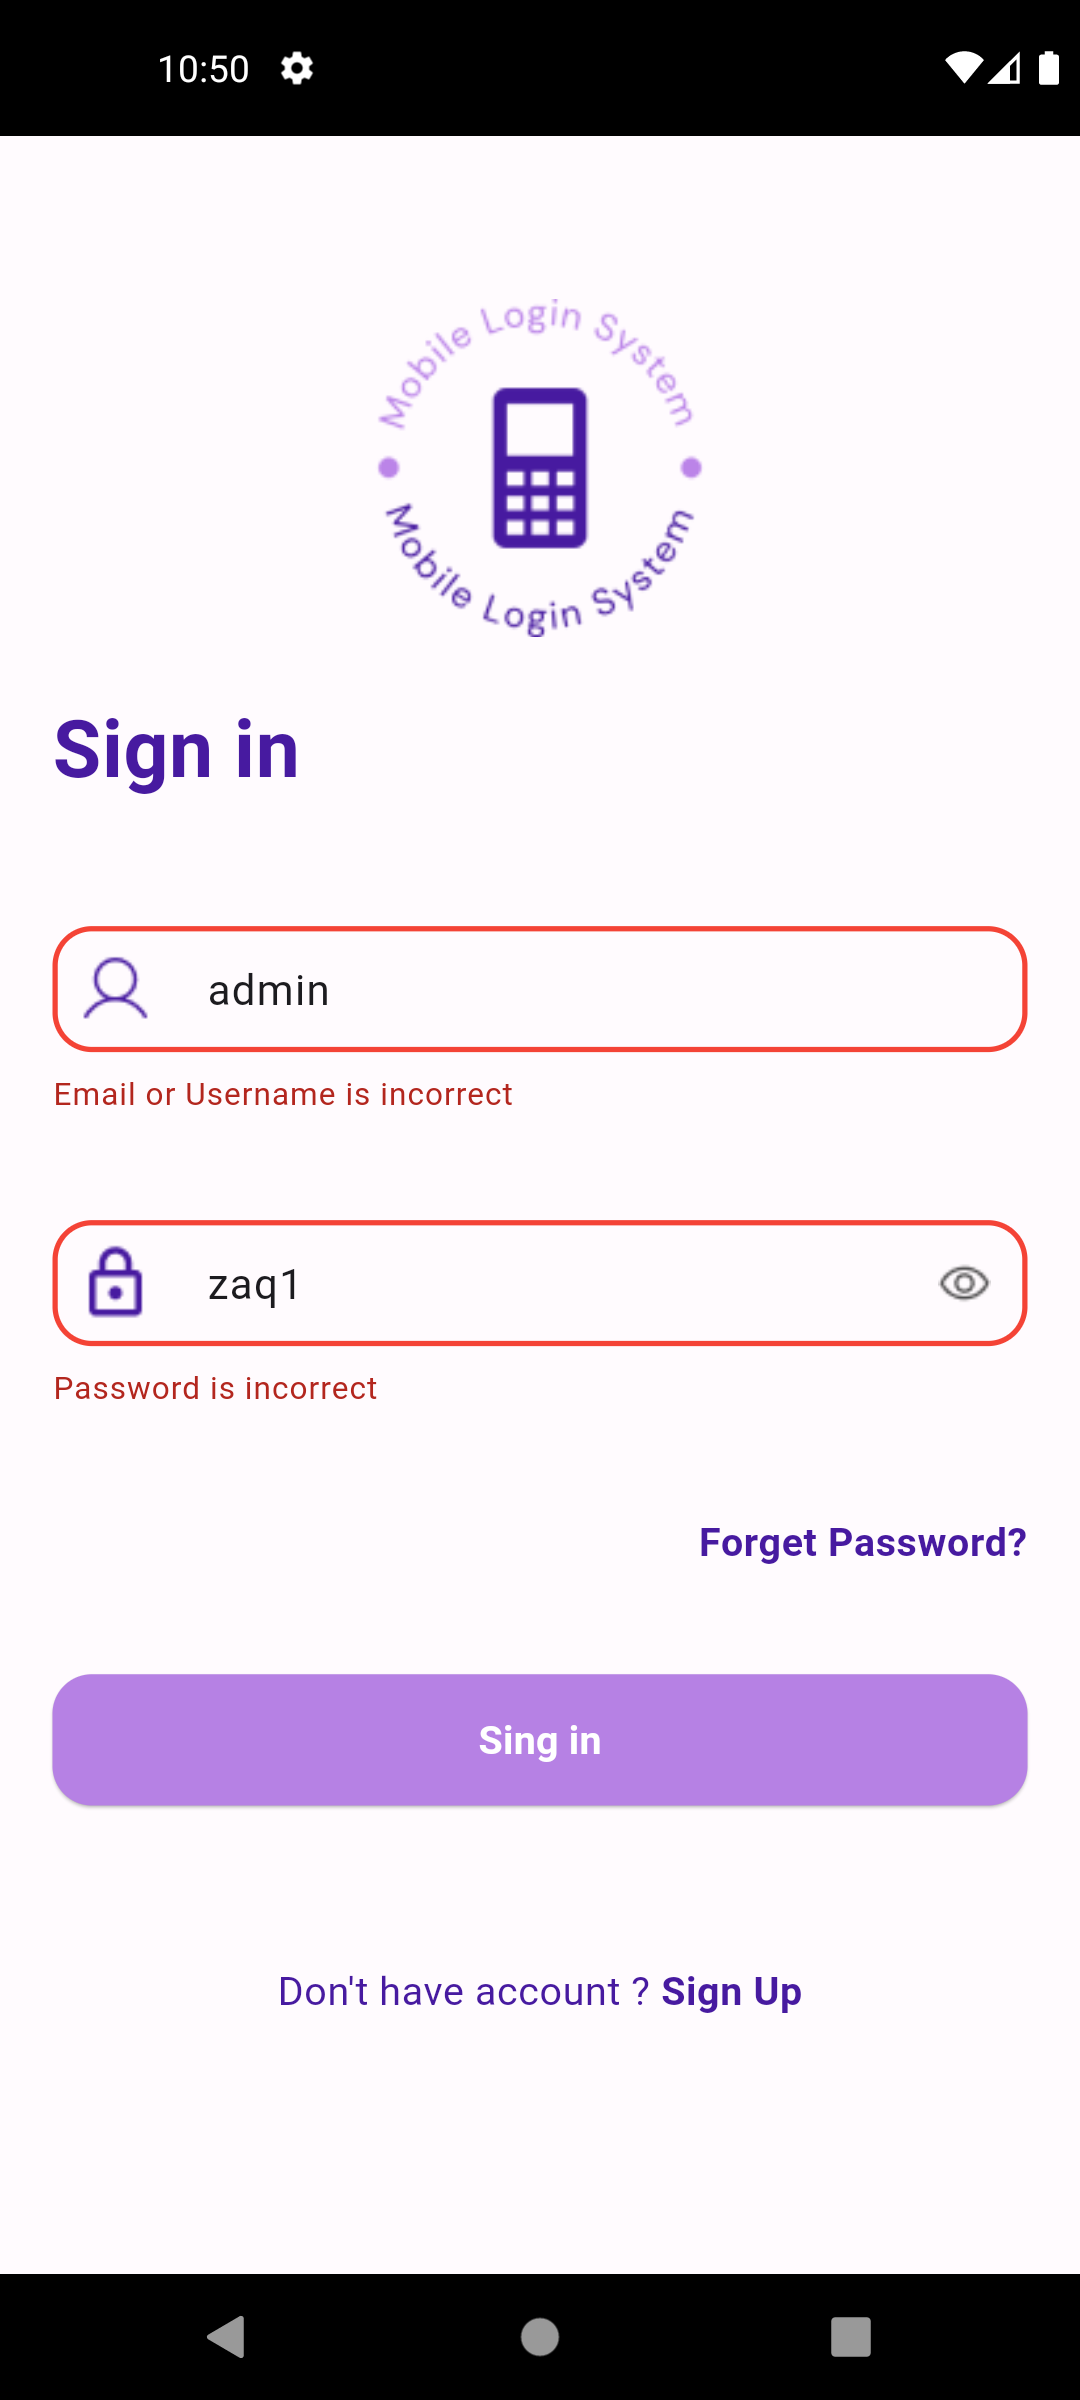 10:50
Mobile Login System
Mobile Login System
Sign in
admin
Email or Username is incorrect
zaq1
Password is incorrect
Forget Password?
Sing in
Don't have account ? Sign Up